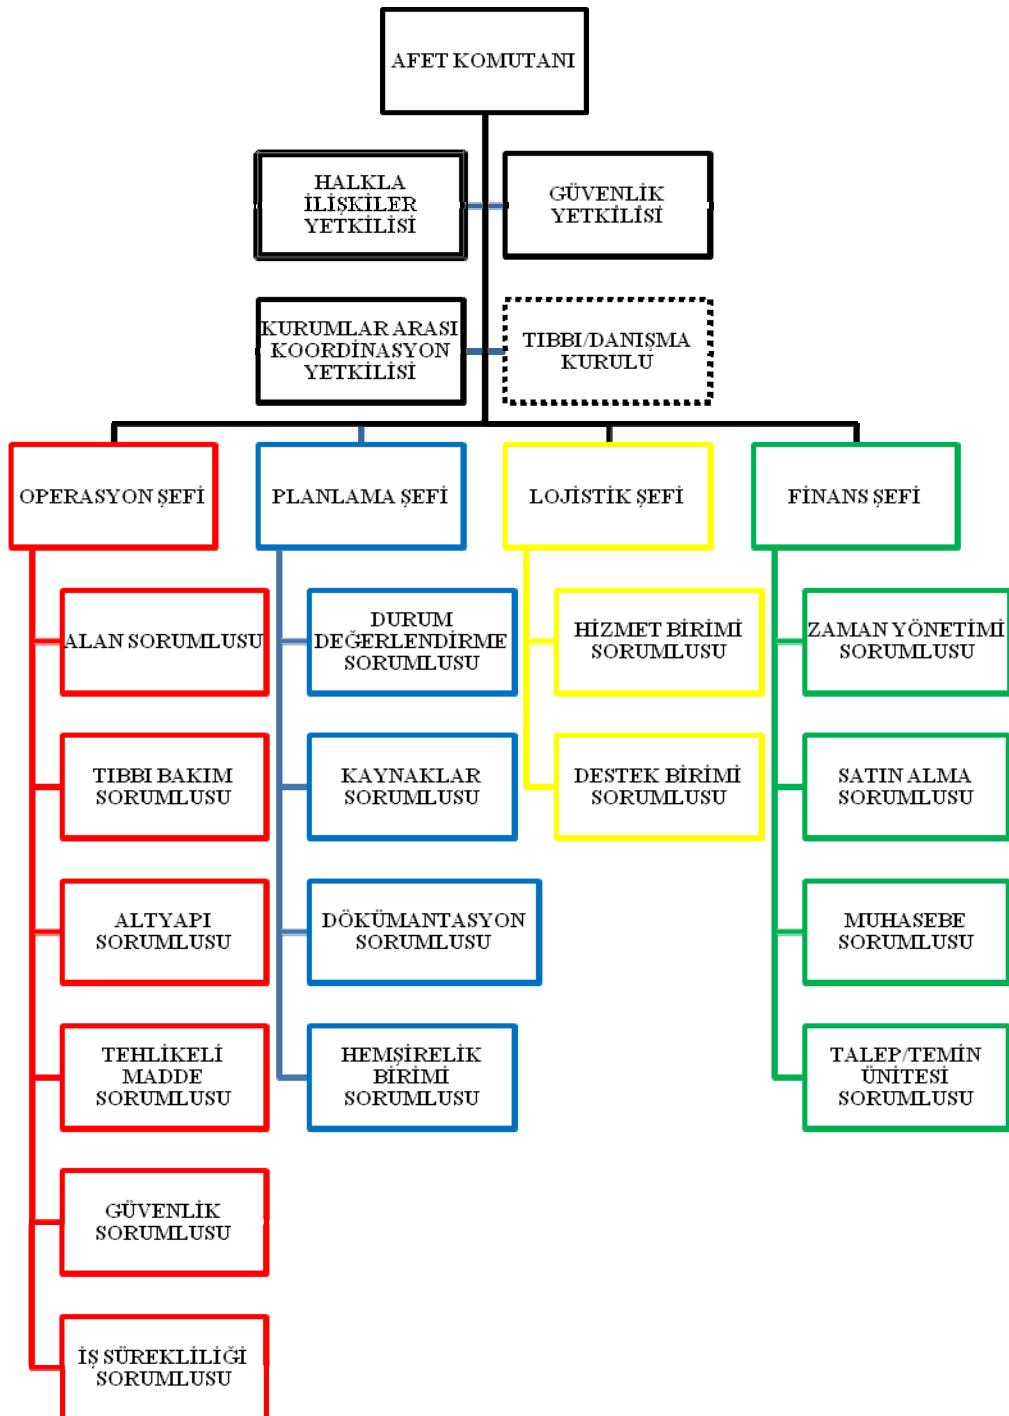 AFET KOMUTANI
HALKLA
İLİŞKİLER
YETKİLİSİ
GÜVENLİK
YETKİLİSİ
KURUMLAR ARASI
KOORDİNASYON
YETKİLİSİ
TIBBI/DANIŞMA
KURULU
OPERASYON ŞEFİ
PLANLAMA ŞEFİ
LOJİSTİK ŞEFİ
FİNANS ŞEFİ
ALAN SORUMLUSU
DURUM
DEĞERLENDİRME
SORUMLUSU
HİZMET BİRİMİ
SORUMLUSU
ZAMAN YÖNETİMİ
SORUMLUSU
TIBBI BAKIM
SORUMLUSU
KAYNAKLAR
SORUMLUSU
DESTEK BİRİMİ
SORUMLUSU
SATIN ALMA
SORUMLUSU
ALTYAPI
SORUMLUSU
DÖKÜMANTASYON
SORUMLUSU
MUHASEBE
SORUMLUSU
TEHLİKELİ
MADDE
SORUMLUSU
HEMŞİRELİK
BİRİMİ
SORUMLUSU
TALEP/TEMİN
ÜNİTESİ
SORUMLUSU
GÜVENLİK
SORUMLUSU
İŞ SÜREKLİLİĞİ
SORUMLUSU